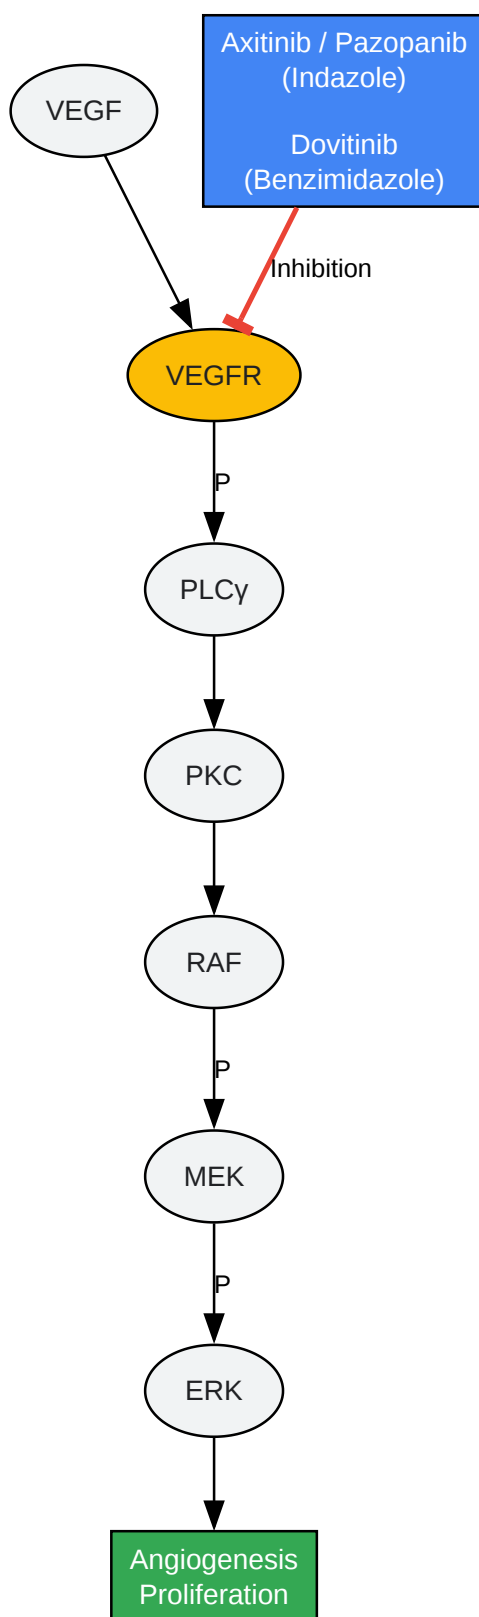 Axitinib / Pazopanib
(Indazole)
Dovitinib
(Benzimidazole)
VEGF
Inhibition
VEGFR
P
PLCγ
PKC
RAF
P
MEK
P
ERK
Angiogenesis
Proliferation